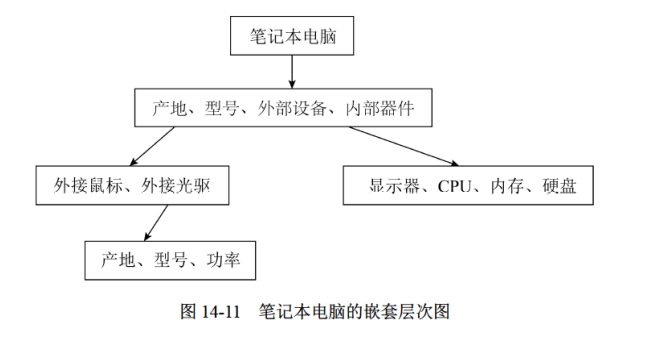 笔记本电脑
产地、型号、外部设备、内部器件
外接鼠标、外接光驱
显示器、CPU、内存、硬盘
产地、型号、功率
图 14-11 笔记本电脑的嵌套层次图